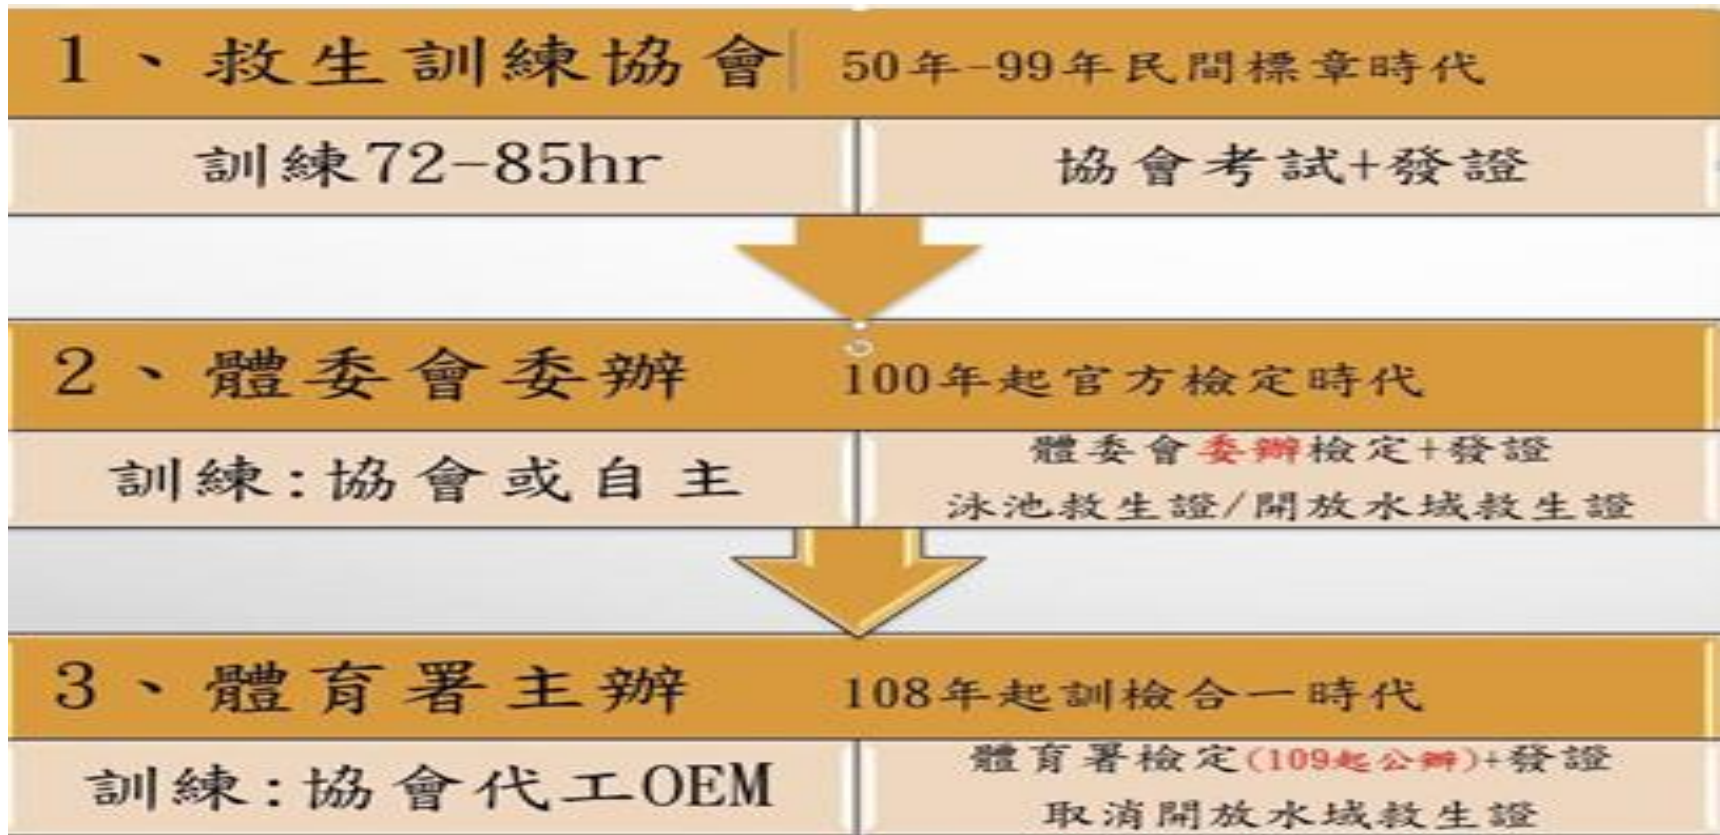 1、救生訓練協會 50年-99年民間標章時代
訓練72-85hr
協會考試+發證
2、體委會委辦 100年起官方檢定時代
訓練:協會或自主
體委會委辦檢定+發證
泳池救生證/開放水域救生證
3、體育署主辦 108年起訓檢合一時代
訓練:協會代工OEM
體育署檢定(109起公辦)+發證
取消開放水域救生證